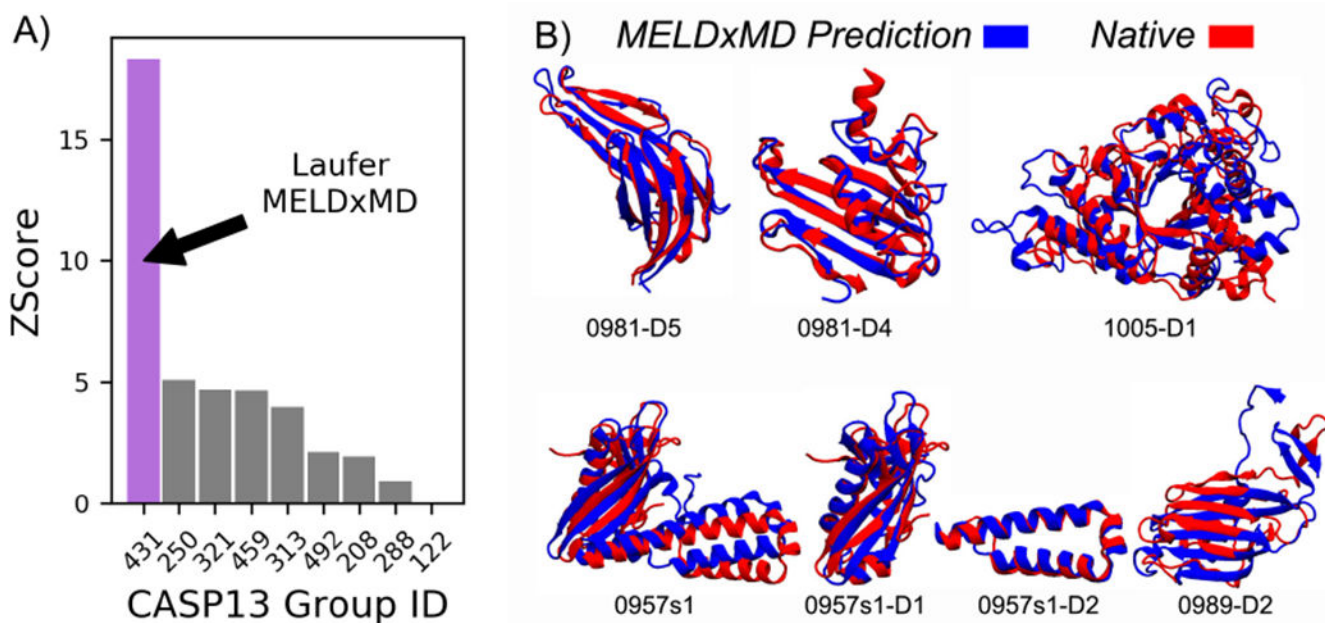 A)
ZScore
15
10
5
0
Laufer
MELDxMD
431
250
321
459
313
492
208
288
122
CASP13 Group ID
B)
MELDxMD Prediction
Native
0981-D5
0981-D4
1005-D1
0957s1
0957s1-D1
0957s1-D2
0989-D2